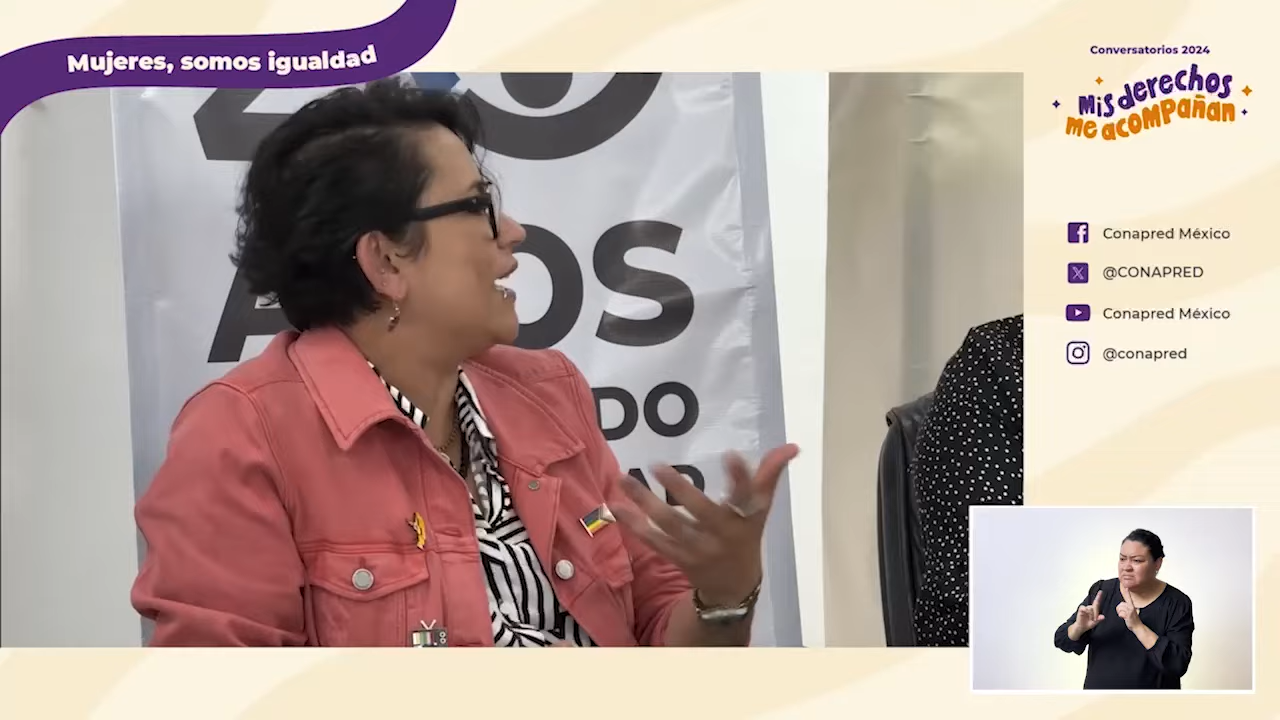 Mujeres, somos igualdad
Conversatorios 2024
Mis derechos
me acompañan
Conapred México
@CONAPRED
Conapred México
@conapred
OS
DO